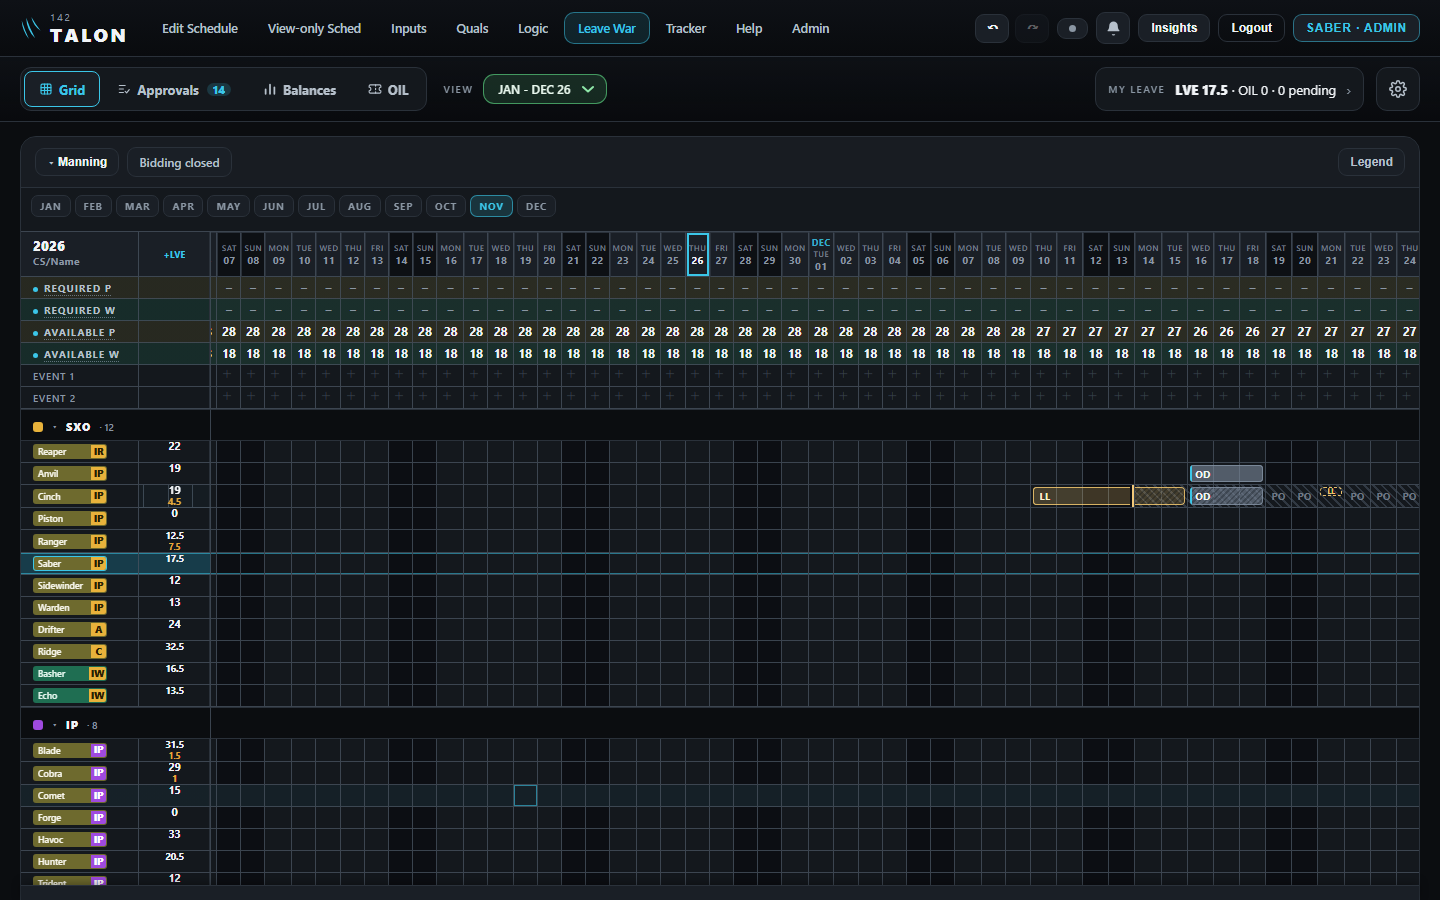 142
TALON
Edit Schedule View-only Sched Inputs Quals Logic Leave War Tracker Help Admin
Insights Logout SABER · ADMIN
Grid Approvals 14 Balances OIL VIEW JAN - DEC 26
MY LEAVE LVE 17.5 · OIL 0 · 0 pending ›
Manning Bidding closed Legend
JAN FEB MAR APR MAY JUN JUL AUG SEP OCT NOV DEC
2026
CS/Name
+LVE
SAT SUN MON TUE WED THU FRI SAT SUN MON TUE WED THU FRI SAT SUN MON TUE WED THU FRI SAT SUN MON DEC TUE WED THU FRI SAT SUN MON TUE WED THU FRI SAT SUN MON TUE WED THU FRI SAT SUN MON TUE WED THU
07 08 09 10 11 12 13 14 15 16 17 18 19 20 21 22 23 24 25 26 27 28 29 30 01 02 03 04 05 06 07 08 09 10 11 12 13 14 15 16 17 18 19 20 21 22 23 24
REQUIRED P – – – – – – – – – – – – – – – – – – – – – – – – – – – – – – – – – – – – – – – – – – – – – – – –
REQUIRED W – – – – – – – – – – – – – – – – – – – – – – – – – – – – – – – – – – – – – – – – – – – – – – – –
AVAILABLE P 28 28 28 28 28 28 28 28 28 28 28 28 28 28 28 28 28 28 28 28 28 28 28 28 28 28 28 28 28 28 28 28 28 27 27 27 27 27 27 26 26 26 27 27 27 27 27 27
AVAILABLE W 18 18 18 18 18 18 18 18 18 18 18 18 18 18 18 18 18 18 18 18 18 18 18 18 18 18 18 18 18 18 18 18 18 18 18 18 18 18 18 18 18 18 18 18 18 18 18 18
EVENT 1 + + + + + + + + + + + + + + + + + + + + + + + + + + + + + + + + + + + + + + + + + + + + + + + +
EVENT 2 + + + + + + + + + + + + + + + + + + + + + + + + + + + + + + + + + + + + + + + + + + + + + + + +
SXO · 12
Reaper IR 22
Anvil IP 19 OD
Cinch IP 19 4.5 LL OD PO PO PO PO PO
Piston IP 0
Ranger IP 12.5 7.5
Saber IP 17.5
Sidewinder IP 12
Warden IP 13
Drifter A 24
Ridge C 32.5
Basher IW 16.5
Echo IW 13.5
IP · 8
Blade IP 31.5 1.5
Cobra IP 29 1
Comet IP 15
Forge IP 0
Havoc IP 33
Hunter IP 20.5
Trident IP 12